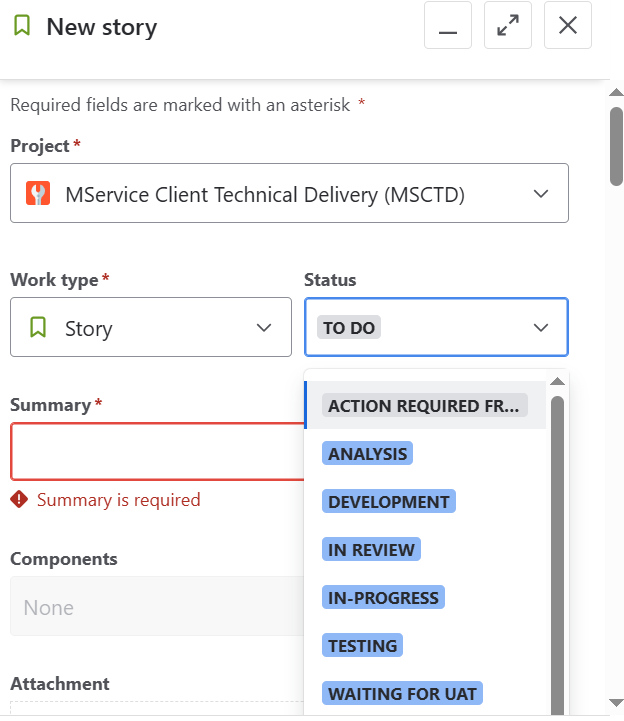 New story
Required fields are marked with an asterisk *
Project *
MService Client Technical Delivery (MSCTD)
Work type * Status
Story TO DO
Summary *
ACTION REQUIRED FR...
ANALYSIS
Summary is required
DEVELOPMENT
Components
IN REVIEW
None
IN-PROGRESS
TESTING
Attachment
WAITING FOR UAT